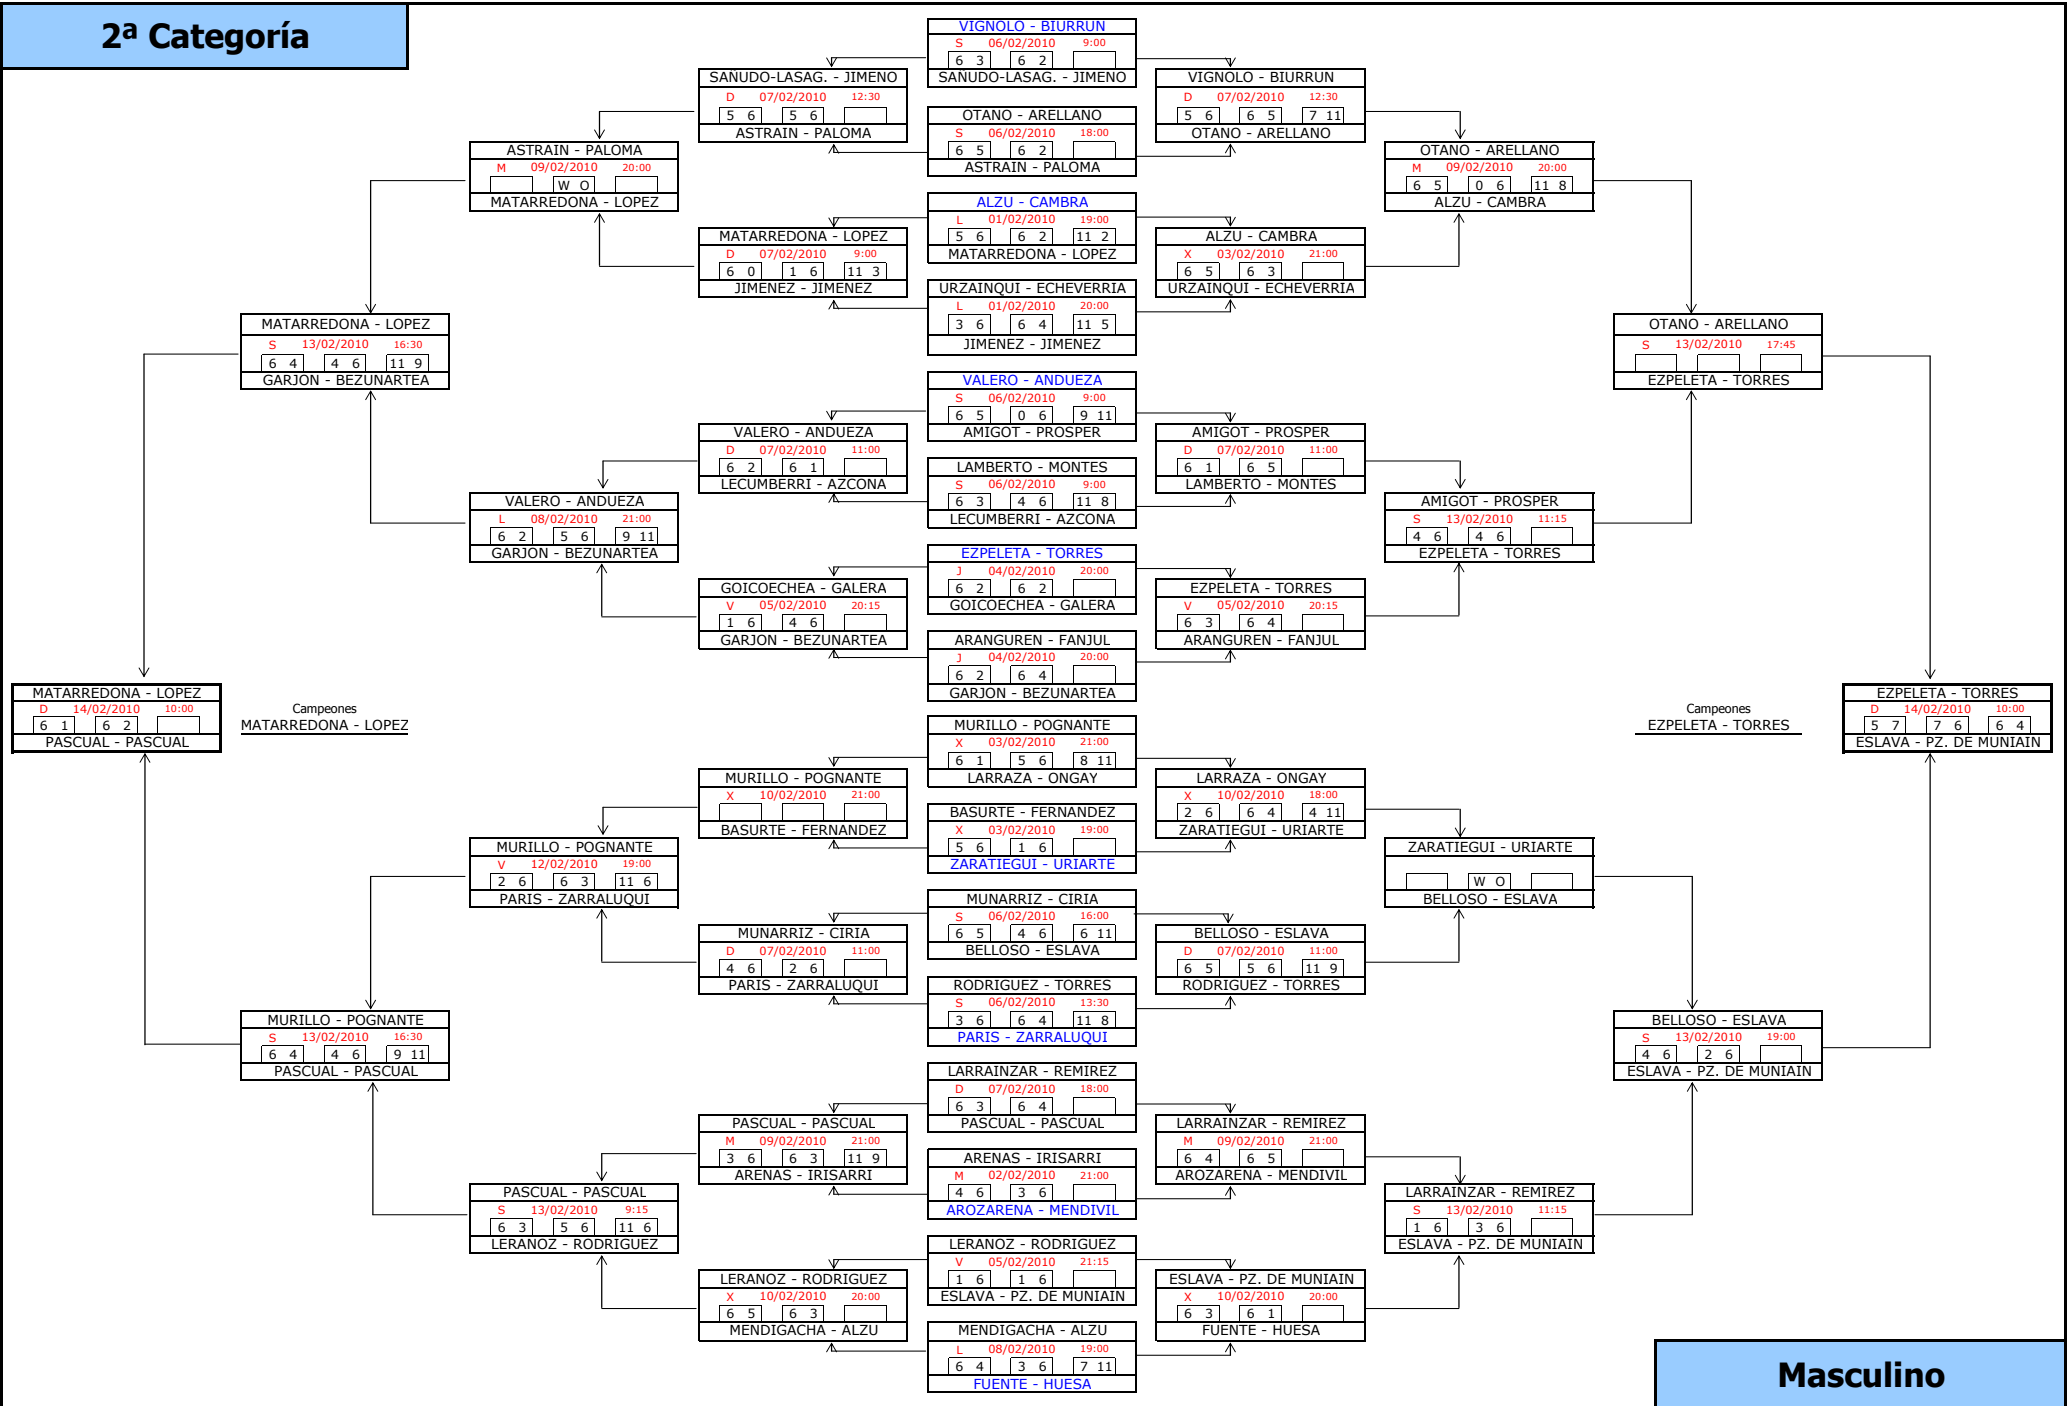 2ª Categoría
VIGNOLO - BIURRUN
S 06/02/2010 9:00
6 3 6 2
SAÑUDO-LASAG. - JIMENO
OTANO - ARELLANO
S 06/02/2010 18:00
6 5 6 2
ASTRAIN - PALOMA
ALZU - CAMBRA
L 01/02/2010 19:00
5 6 6 2 11 2
MATARREDONA - LOPEZ
URZAINQUI - ECHEVERRIA
L 01/02/2010 20:00
3 6 6 4 11 5
JIMENEZ - JIMENEZ
VALERO - ANDUEZA
S 06/02/2010 9:00
6 5 0 6 9 11
AMIGOT - PROSPER
LAMBERTO - MONTES
S 06/02/2010 9:00
6 3 4 6 11 8
LECUMBERRI - AZCONA
EZPELETA - TORRES
J 04/02/2010 20:00
6 2 6 2
GOICOECHEA - GALERA
ARANGUREN - FANJUL
J 04/02/2010 20:00
6 2 6 4
GARJON - BEZUNARTEA
MURILLO - POGNANTE
X 03/02/2010 21:00
6 1 5 6 8 11
LARRAZA - ONGAY
BASURTE - FERNANDEZ
X 03/02/2010 19:00
5 6 1 6
ZARATIEGUI - URIARTE
MUNARRIZ - CIRIA
S 06/02/2010 16:00
6 5 4 6 6 11
BELLOSO - ESLAVA
RODRIGUEZ - TORRES
S 06/02/2010 13:30
3 6 6 4 11 8
PARIS - ZARRALUQUI
LARRAINZAR - REMIREZ
D 07/02/2010 18:00
6 3 6 4
PASCUAL - PASCUAL
ARENAS - IRISARRI
M 02/02/2010 21:00
4 6 3 6
AROZARENA - MENDIVIL
LERANOZ - RODRIGUEZ
V 05/02/2010 21:15
1 6 1 6
ESLAVA - PZ. DE MUNIAIN
MENDIGACHA - ALZU
L 08/02/2010 19:00
6 4 3 6 7 11
FUENTE - HUESA
SAÑUDO-LASAG. - JIMENO
D 07/02/2010 12:30
5 6 5 6
ASTRAIN - PALOMA
MATARREDONA - LOPEZ
D 07/02/2010 9:00
6 0 1 6 11 3
JIMENEZ - JIMENEZ
VALERO - ANDUEZA
D 07/02/2010 11:00
6 2 6 1
LECUMBERRI - AZCONA
GOICOECHEA - GALERA
V 05/02/2010 20:15
1 6 4 6
GARJON - BEZUNARTEA
MURILLO - POGNANTE
X 10/02/2010 21:00
BASURTE - FERNANDEZ
MUNARRIZ - CIRIA
D 07/02/2010 11:00
4 6 2 6
PARIS - ZARRALUQUI
PASCUAL - PASCUAL
M 09/02/2010 21:00
3 6 6 3 11 9
ARENAS - IRISARRI
LERANOZ - RODRIGUEZ
X 10/02/2010 20:00
6 5 6 3
MENDIGACHA - ALZU
ASTRAIN - PALOMA
M 09/02/2010 20:00
W O
MATARREDONA - LOPEZ
VALERO - ANDUEZA
L 08/02/2010 21:00
6 2 5 6 9 11
GARJON - BEZUNARTEA
MURILLO - POGNANTE
V 12/02/2010 19:00
2 6 6 3 11 6
PARIS - ZARRALUQUI
PASCUAL - PASCUAL
S 13/02/2010 9:15
6 3 5 6 11 6
LERANOZ - RODRIGUEZ
MATARREDONA - LOPEZ
S 13/02/2010 16:30
6 4 4 6 11 9
GARJON - BEZUNARTEA
MURILLO - POGNANTE
S 13/02/2010 16:30
6 4 4 6 9 11
PASCUAL - PASCUAL
MATARREDONA - LOPEZ
D 14/02/2010 10:00
6 1 6 2
PASCUAL - PASCUAL
Campeones
MATARREDONA - LOPEZ
VIGNOLO - BIURRUN
D 07/02/2010 12:30
5 6 6 5 7 11
OTANO - ARELLANO
ALZU - CAMBRA
X 03/02/2010 21:00
6 5 6 3
URZAINQUI - ECHEVERRIA
AMIGOT - PROSPER
D 07/02/2010 11:00
6 1 6 5
LAMBERTO - MONTES
EZPELETA - TORRES
V 05/02/2010 20:15
6 3 6 4
ARANGUREN - FANJUL
LARRAZA - ONGAY
X 10/02/2010 18:00
2 6 6 4 4 11
ZARATIEGUI - URIARTE
BELLOSO - ESLAVA
D 07/02/2010 11:00
6 5 5 6 11 9
RODRIGUEZ - TORRES
LARRAINZAR - REMIREZ
M 09/02/2010 21:00
6 4 6 5
AROZARENA - MENDIVIL
ESLAVA - PZ. DE MUNIAIN
X 10/02/2010 20:00
6 3 6 1
FUENTE - HUESA
OTANO - ARELLANO
M 09/02/2010 20:00
6 5 0 6 11 8
ALZU - CAMBRA
AMIGOT - PROSPER
S 13/02/2010 11:15
4 6 4 6
EZPELETA - TORRES
ZARATIEGUI - URIARTE
W O
BELLOSO - ESLAVA
LARRAINZAR - REMIREZ
S 13/02/2010 11:15
1 6 3 6
ESLAVA - PZ. DE MUNIAIN
OTANO - ARELLANO
S 13/02/2010 17:45
EZPELETA - TORRES
BELLOSO - ESLAVA
S 13/02/2010 19:00
4 6 2 6
ESLAVA - PZ. DE MUNIAIN
Campeones
EZPELETA - TORRES
EZPELETA - TORRES
D 14/02/2010 10:00
5 7 7 6 6 4
ESLAVA - PZ. DE MUNIAIN
Masculino